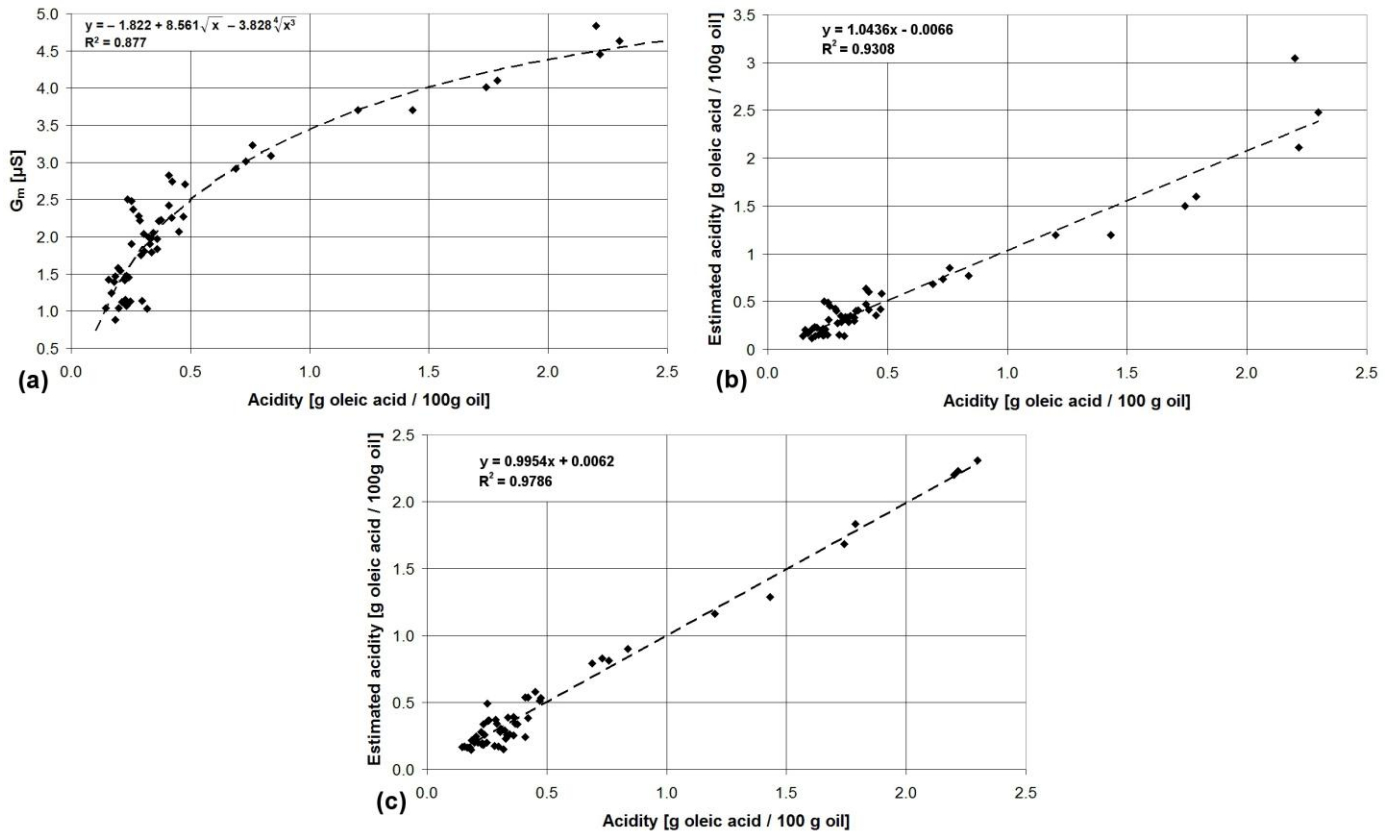 y = – 1.822 + 8.561√x – 3.828∜x³
R² = 0.877
5.0
4.5
4.0
3.5
3.0
2.5
2.0
1.5
1.0
0.5
Gₘ [µS]
0.0 0.5 1.0 1.5 2.0 2.5
Acidity [g oleic acid / 100g oil]
(a)
y = 1.0436x - 0.0066
R² = 0.9308
3.5
3
2.5
2
1.5
1
0.5
0
Estimated acidity [g oleic acid / 100g oil]
0.0 0.5 1.0 1.5 2.0 2.5
Acidity [g oleic acid / 100 g oil]
(b)
y = 0.9954x + 0.0062
R² = 0.9786
2.5
2.0
1.5
1.0
0.5
0.0
Estimated acidity [g oleic acid / 100g oil]
0.0 0.5 1.0 1.5 2.0 2.5
Acidity [g oleic acid / 100 g oil]
(c)